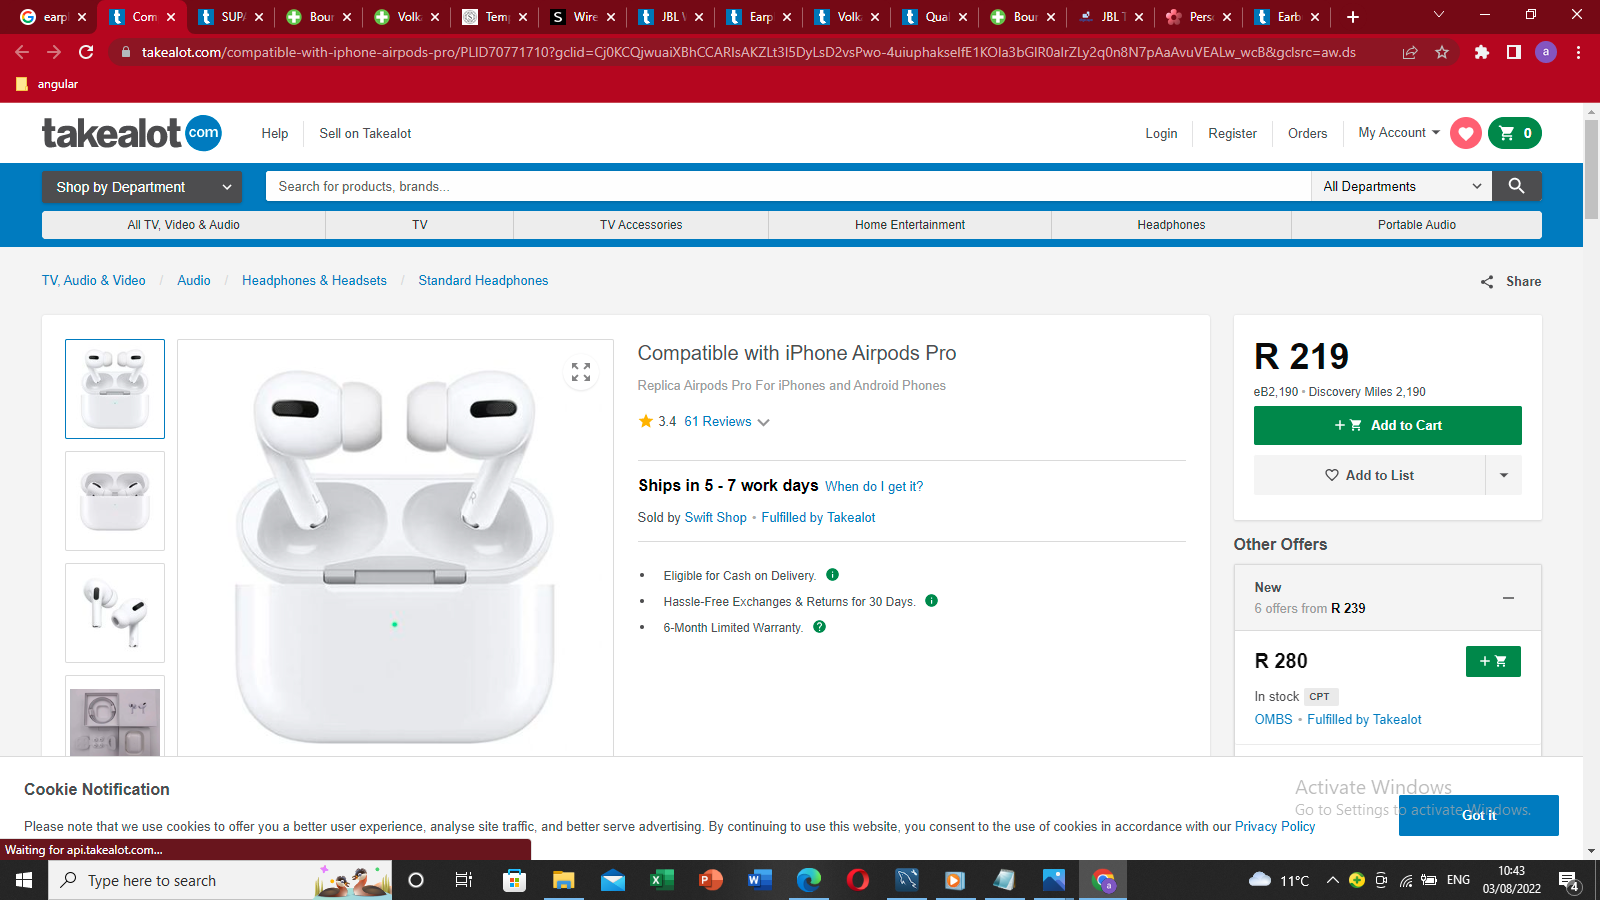 earpl
Com
SUPA
Bour
Volk
Temp
Wire
JBL
Earp
Volk
Qual
Bour
JBL T
Pers
Earb
takealot.com/compatible-with-iphone-airpods-pro/PLID70771710?gclid=Cj0KCQjwuaiXBhCCARIsAKZLt3I5DyLsD2vsPwo-4uiuphakselfE1KOla3bGlR0alrZLy2q0n8N7pAaAvuVEALw_wcB&gclsrc=aw.ds
a
angular
takealot com
Help
Sell on Takealot
Login
Register
Orders
My Account
0
Shop by Department
Search for products, brands...
All Departments
All TV, Video & Audio
TV
TV Accessories
Home Entertainment
Headphones
Portable Audio
TV, Audio & Video / Audio / Headphones & Headsets / Standard Headphones
Share
Compatible with iPhone Airpods Pro
Replica Airpods Pro For iPhones and Android Phones
3.4 61 Reviews
Ships in 5 - 7 work days When do I get it?
Sold by Swift Shop • Fulfilled by Takealot
• Eligible for Cash on Delivery.
• Hassle-Free Exchanges & Returns for 30 Days.
• 6-Month Limited Warranty.
R 219
eB2,190 • Discovery Miles 2,190
+ Add to Cart
Add to List
Other Offers
New
6 offers from R 239
R 280
+
In stock CPT
OMBS • Fulfilled by Takealot
Cookie Notification
Please note that we use cookies to offer you a better user experience, analyse site traffic, and better serve advertising. By continuing to use this website, you consent to the use of cookies in accordance with our Privacy Policy
Got it
Activate Windows
Go to Settings to activate Windows.
Waiting for api.takealot.com...
Type here to search
11°C
ENG
10:43
03/08/2022
4